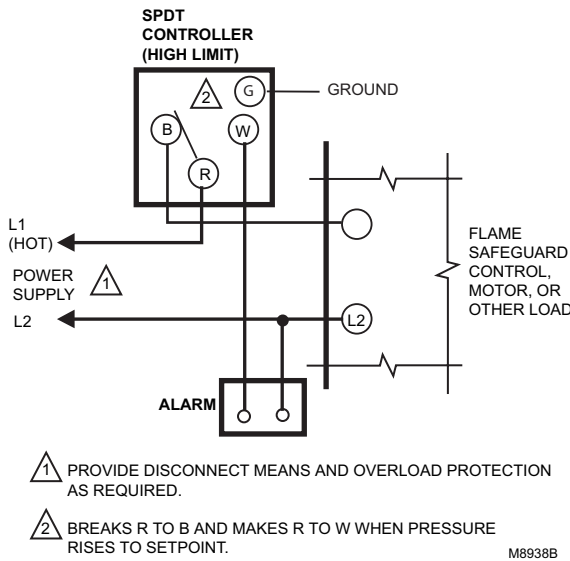 SPDT
CONTROLLER
(HIGH LIMIT)
2
G
GROUND
B
W
R
L1
(HOT)
POWER
SUPPLY
1
L2
L2
FLAME
SAFEGUARD
CONTROL,
MOTOR, OR
OTHER LOAD
ALARM
1 PROVIDE DISCONNECT MEANS AND OVERLOAD PROTECTION
AS REQUIRED.
2 BREAKS R TO B AND MAKES R TO W WHEN PRESSURE
RISES TO SETPOINT.
M8938B